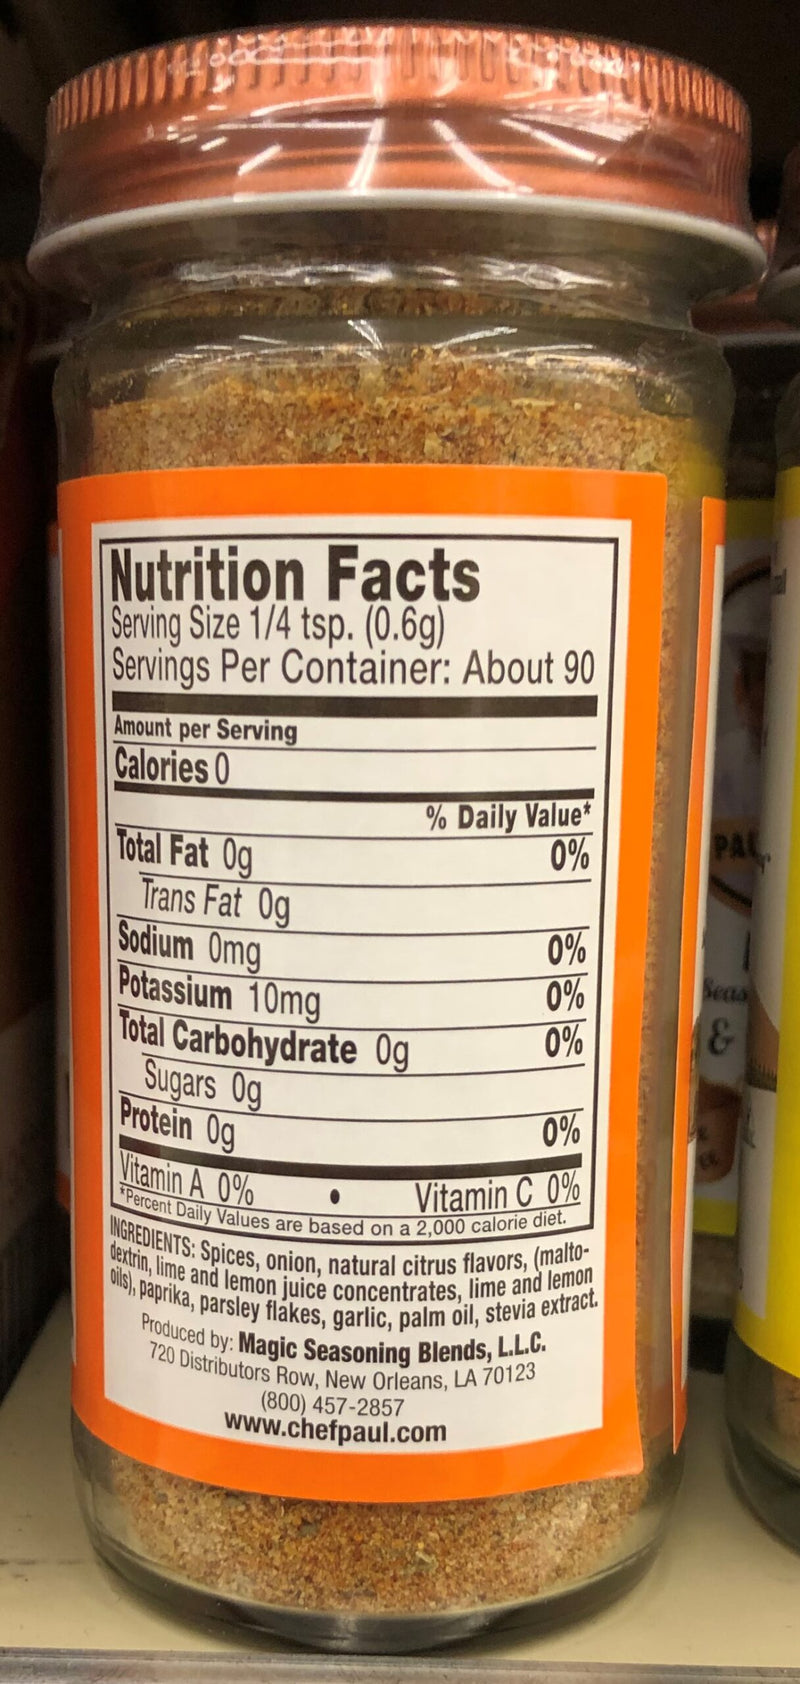 Nutrition Facts
Serving Size 1/4 tsp. (0.6g)
Servings Per Container: About 90
Amount per Serving
Calories 0
% Daily Value*
Total Fat 0g 0%
Trans Fat 0g
Sodium 0mg 0%
Potassium 10mg 0%
Total Carbohydrate 0g 0%
Sugars 0g
Protein 0g 0%
Vitamin A 0% • Vitamin C 0%
*Percent Daily Values are based on a 2,000 calorie diet.
INGREDIENTS: Spices, onion, natural citrus flavors, (malto-
dextrin, lime and lemon juice concentrates, lime and lemon
oils), paprika, parsley flakes, garlic, palm oil, stevia extract.
Produced by: Magic Seasoning Blends, L.L.C.
720 Distributors Row, New Orleans, LA 70123
(800) 457-2857
www.chefpaul.com
&